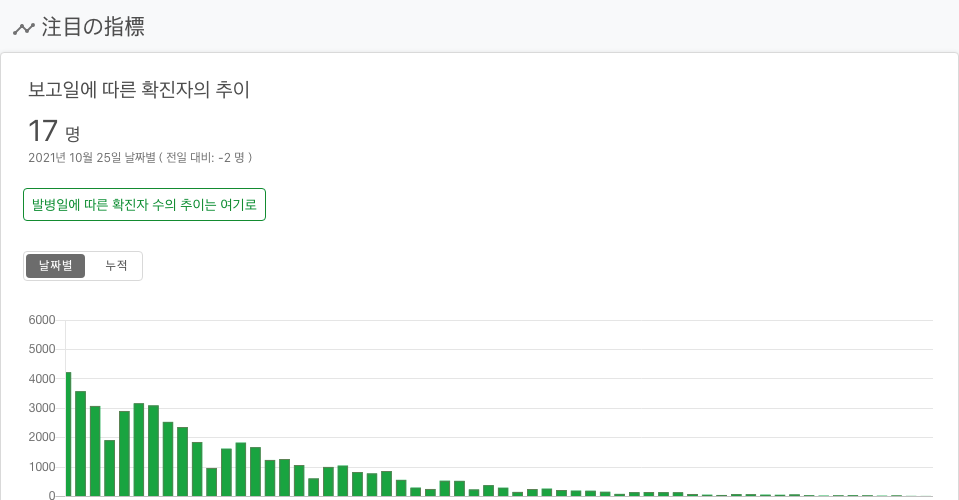 注目の指標
보고일에 따른 확진자의 추이
17 명
2021년 10월 25일 날짜별 ( 전일 대비: -2 명 )
발병일에 따른 확진자 수의 추이는 여기로
날짜별 누적
6000
5000
4000
3000
2000
1000
0